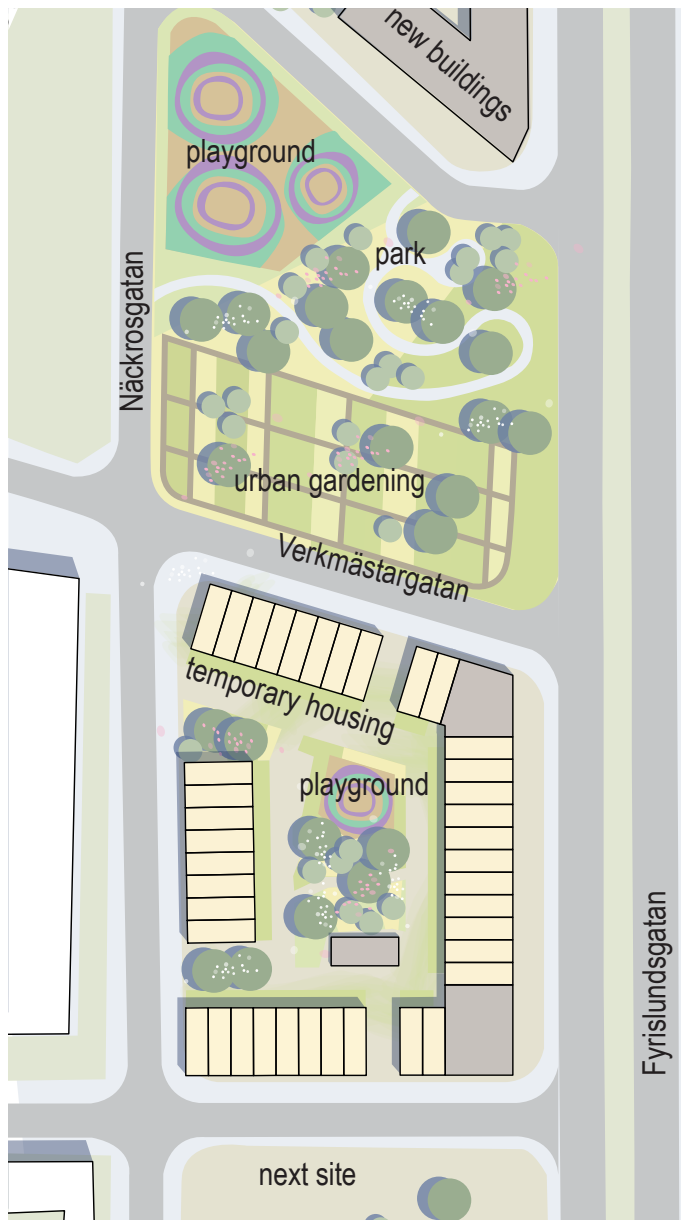 new buildings
playground
park
Näckrosgatan
urban gardening
Verkmästargatan
temporary housing
playground
Fyrislundsgatan
next site